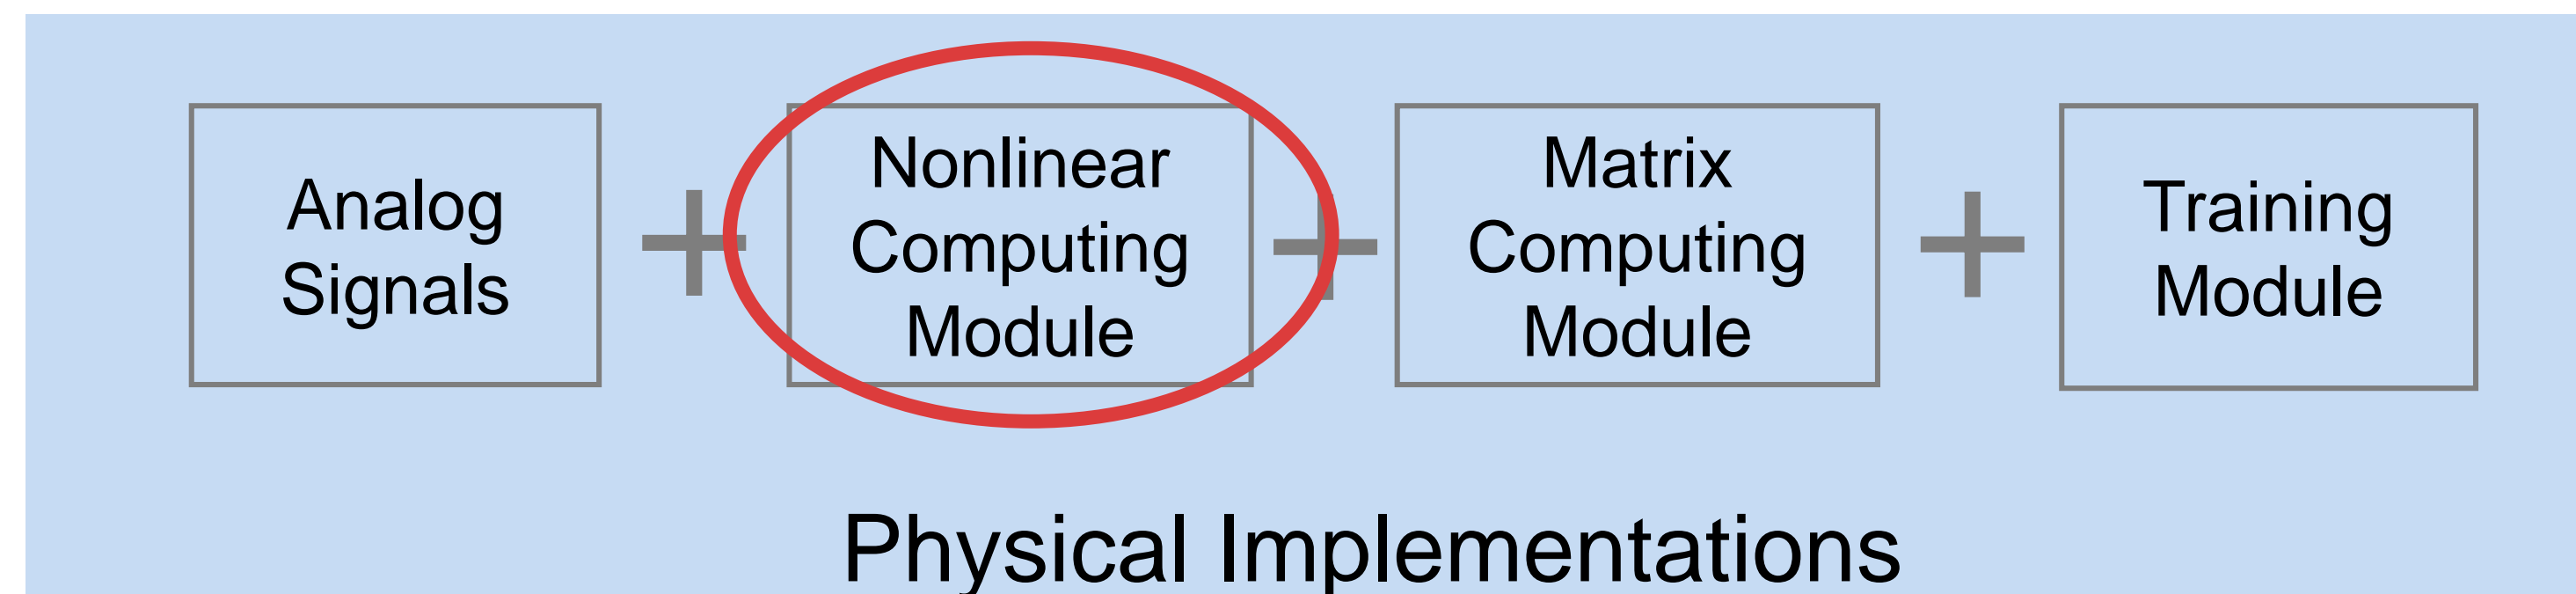 Analog
Signals
+
Nonlinear
Computing
Module
+
Matrix
Computing
Module
+
Training
Module
Physical Implementations